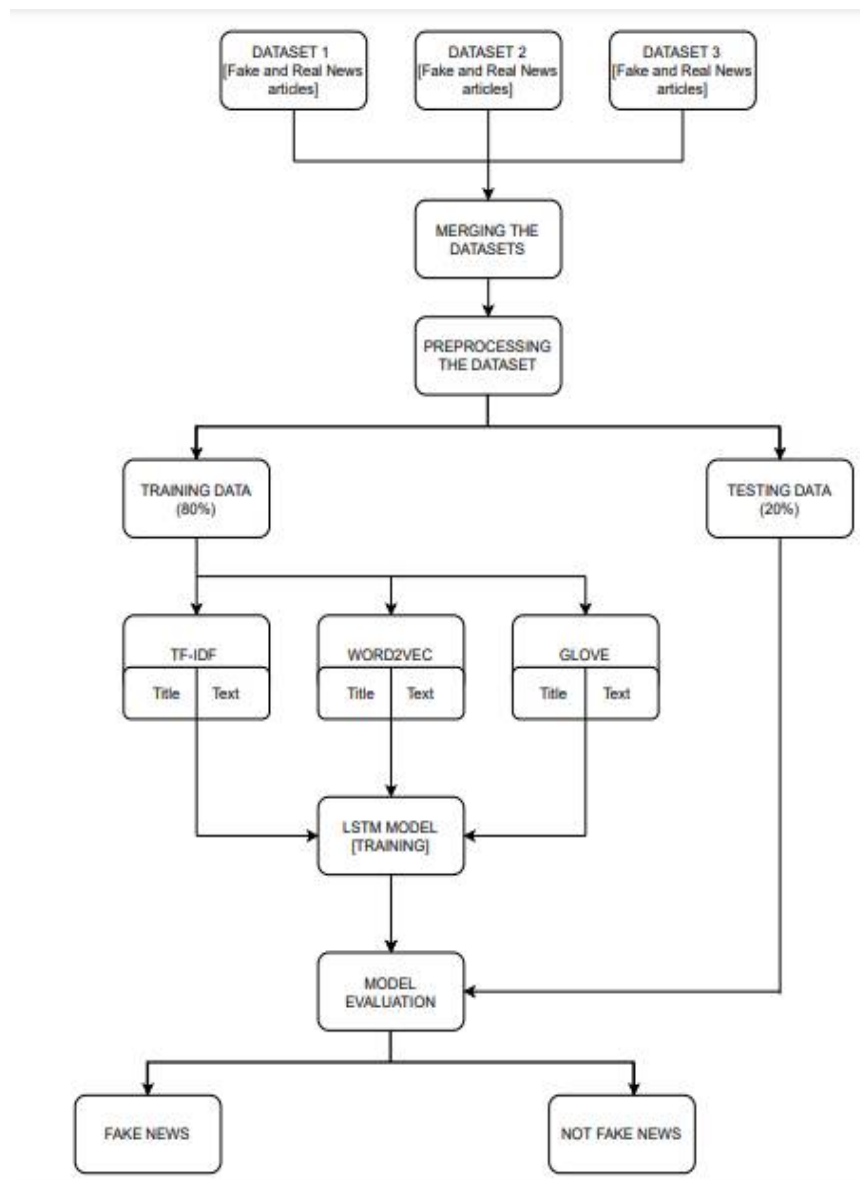 DATASET 1
[Fake and Real News
articles]
DATASET 2
[Fake and Real News
articles]
DATASET 3
[Fake and Real News
articles]
MERGING THE
DATASETS
PREPROCESSING
THE DATASET
TRAINING DATA
(80%)
TESTING DATA
(20%)
TF-IDF
Title Text
WORD2VEC
Title Text
GLOVE
Title Text
LSTM MODEL
[TRAINING]
MODEL
EVALUATION
FAKE NEWS
NOT FAKE NEWS